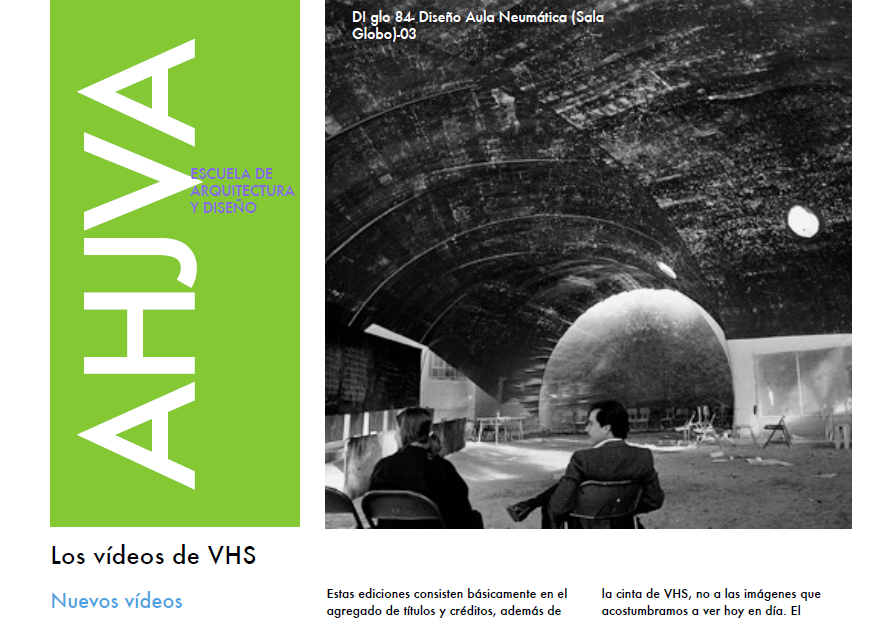 AHJVA
ESCUELA DE
ARQUITECTURA
Y DISEÑO
DI glo 84- Diseño Aula Neumática (Sala
Globo)-03
Los vídeos de VHS
Nuevos vídeos
Estas ediciones consisten básicamente en el
agregado de títulos y créditos, además de
la cinta de VHS, no a las imágenes que
acostumbramos a ver hoy en día. El